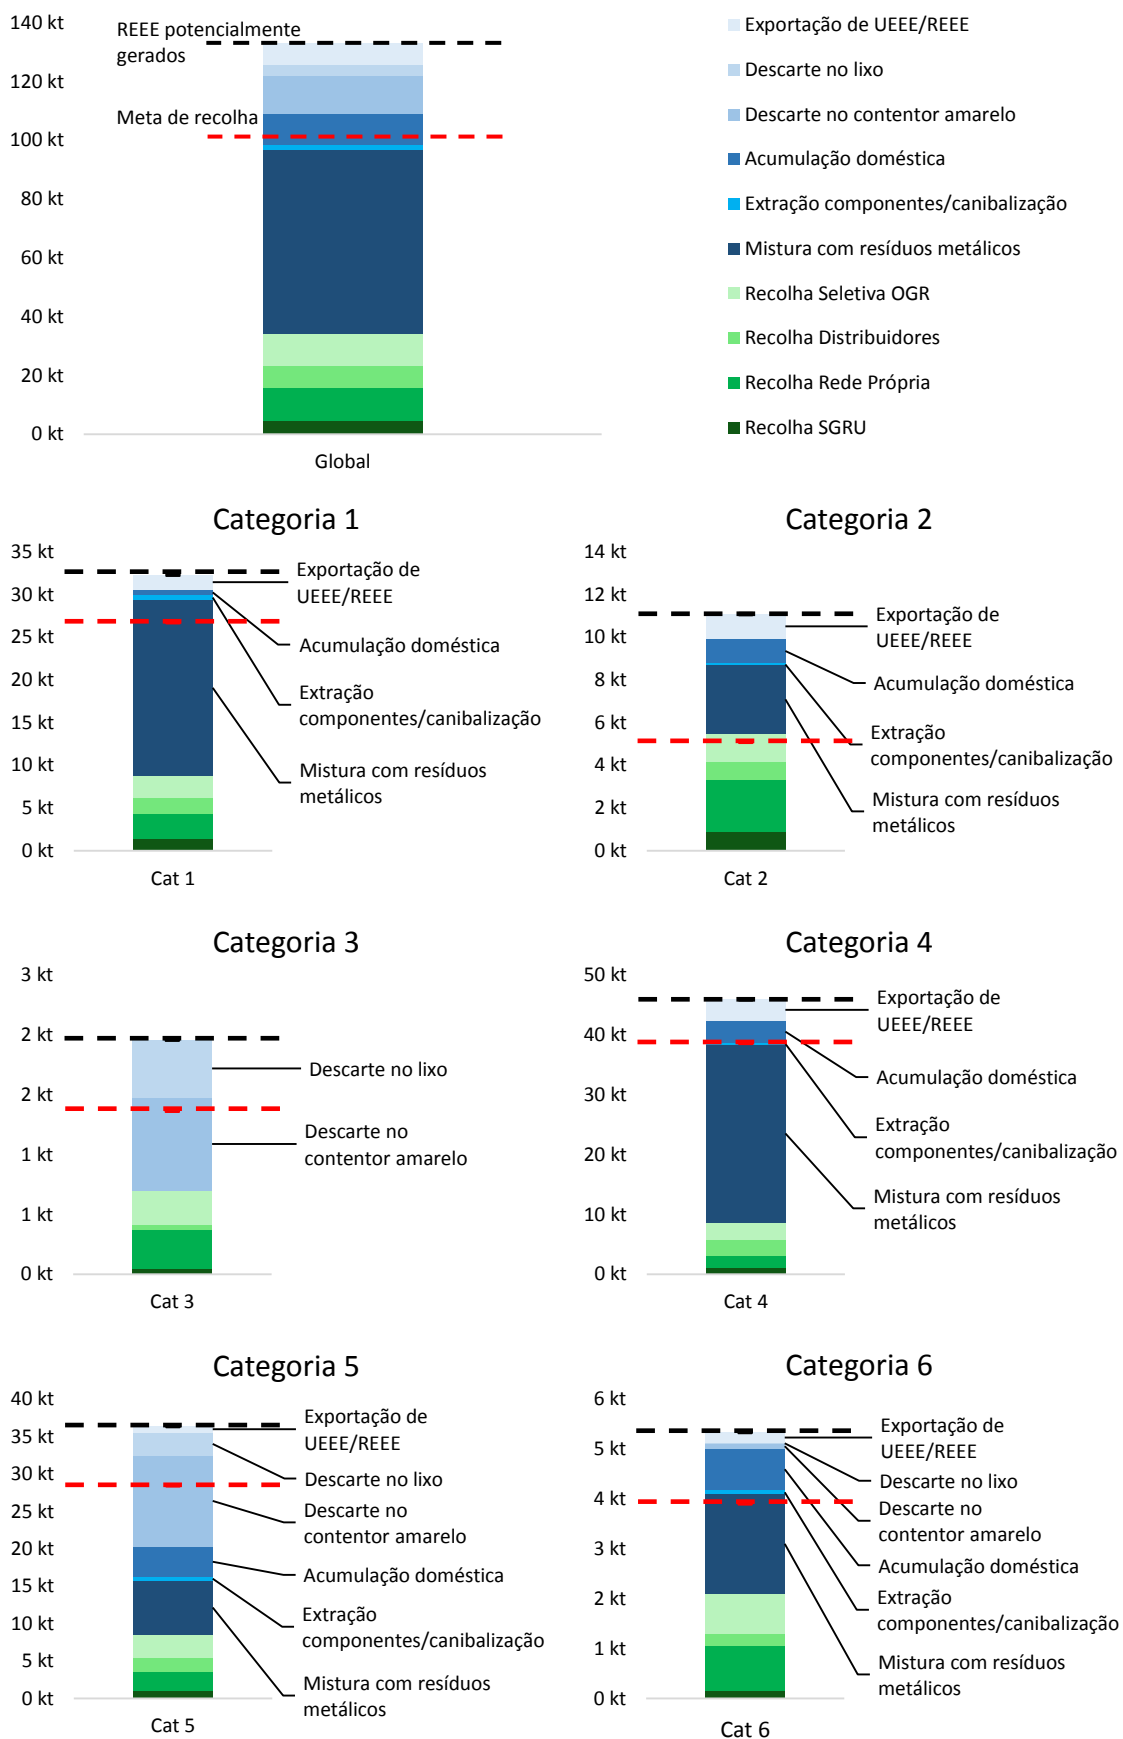 140 kt
120 kt
100 kt
80 kt
60 kt
40 kt
20 kt
0 kt
REEE potencialmente
gerados
Meta de recolha
Global
Exportação de UEEE/REEE
Descarte no lixo
Descarte no contentor amarelo
Acumulação doméstica
Extração componentes/canibalização
Mistura com resíduos metálicos
Recolha Seletiva OGR
Recolha Distribuidores
Recolha Rede Própria
Recolha SGRU
Categoria 1
35 kt
30 kt
25 kt
20 kt
15 kt
10 kt
5 kt
0 kt
Exportação de
UEEE/REEE
Acumulação doméstica
Extração
componentes/canibalização
Mistura com resíduos
metálicos
Cat 1
Categoria 2
14 kt
12 kt
10 kt
8 kt
6 kt
4 kt
2 kt
0 kt
Exportação de
UEEE/REEE
Acumulação doméstica
Extração
componentes/canibalização
Mistura com resíduos
metálicos
Cat 2
Categoria 3
3 kt
2 kt
2 kt
1 kt
1 kt
0 kt
Descarte no lixo
Descarte no
contentor amarelo
Cat 3
Categoria 4
50 kt
40 kt
30 kt
20 kt
10 kt
0 kt
Exportação de
UEEE/REEE
Acumulação doméstica
Extração
componentes/canibalização
Mistura com resíduos
metálicos
Cat 4
Categoria 5
40 kt
35 kt
30 kt
25 kt
20 kt
15 kt
10 kt
5 kt
0 kt
Exportação de
UEEE/REEE
Descarte no lixo
Descarte no
contentor amarelo
Acumulação doméstica
Extração
componentes/canibalização
Mistura com resíduos
metálicos
Cat 5
Categoria 6
6 kt
5 kt
4 kt
3 kt
2 kt
1 kt
0 kt
Exportação de
UEEE/REEE
Descarte no lixo
Descarte no
contentor amarelo
Acumulação doméstica
Extração
componentes/canibalização
Mistura com resíduos
metálicos
Cat 6